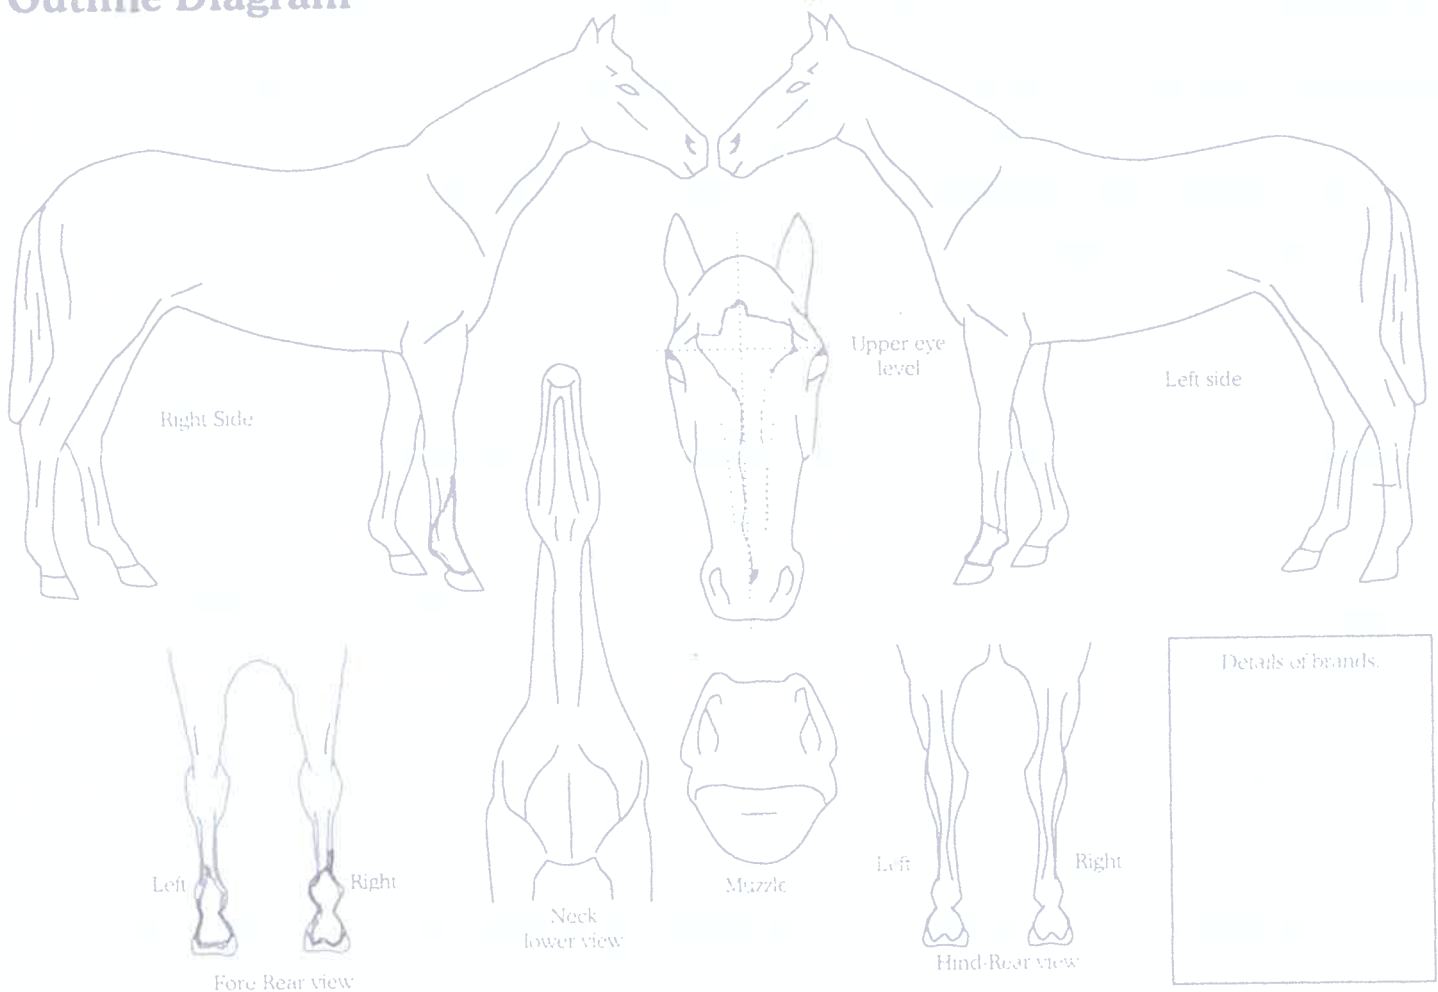 Outline Diagram
Upper eye
level
Left side
Right Side
Details of brands.
Left
Right
Left
Right
Muzzle
Neck
lower view
Hind-Rear view
Fore-Rear view